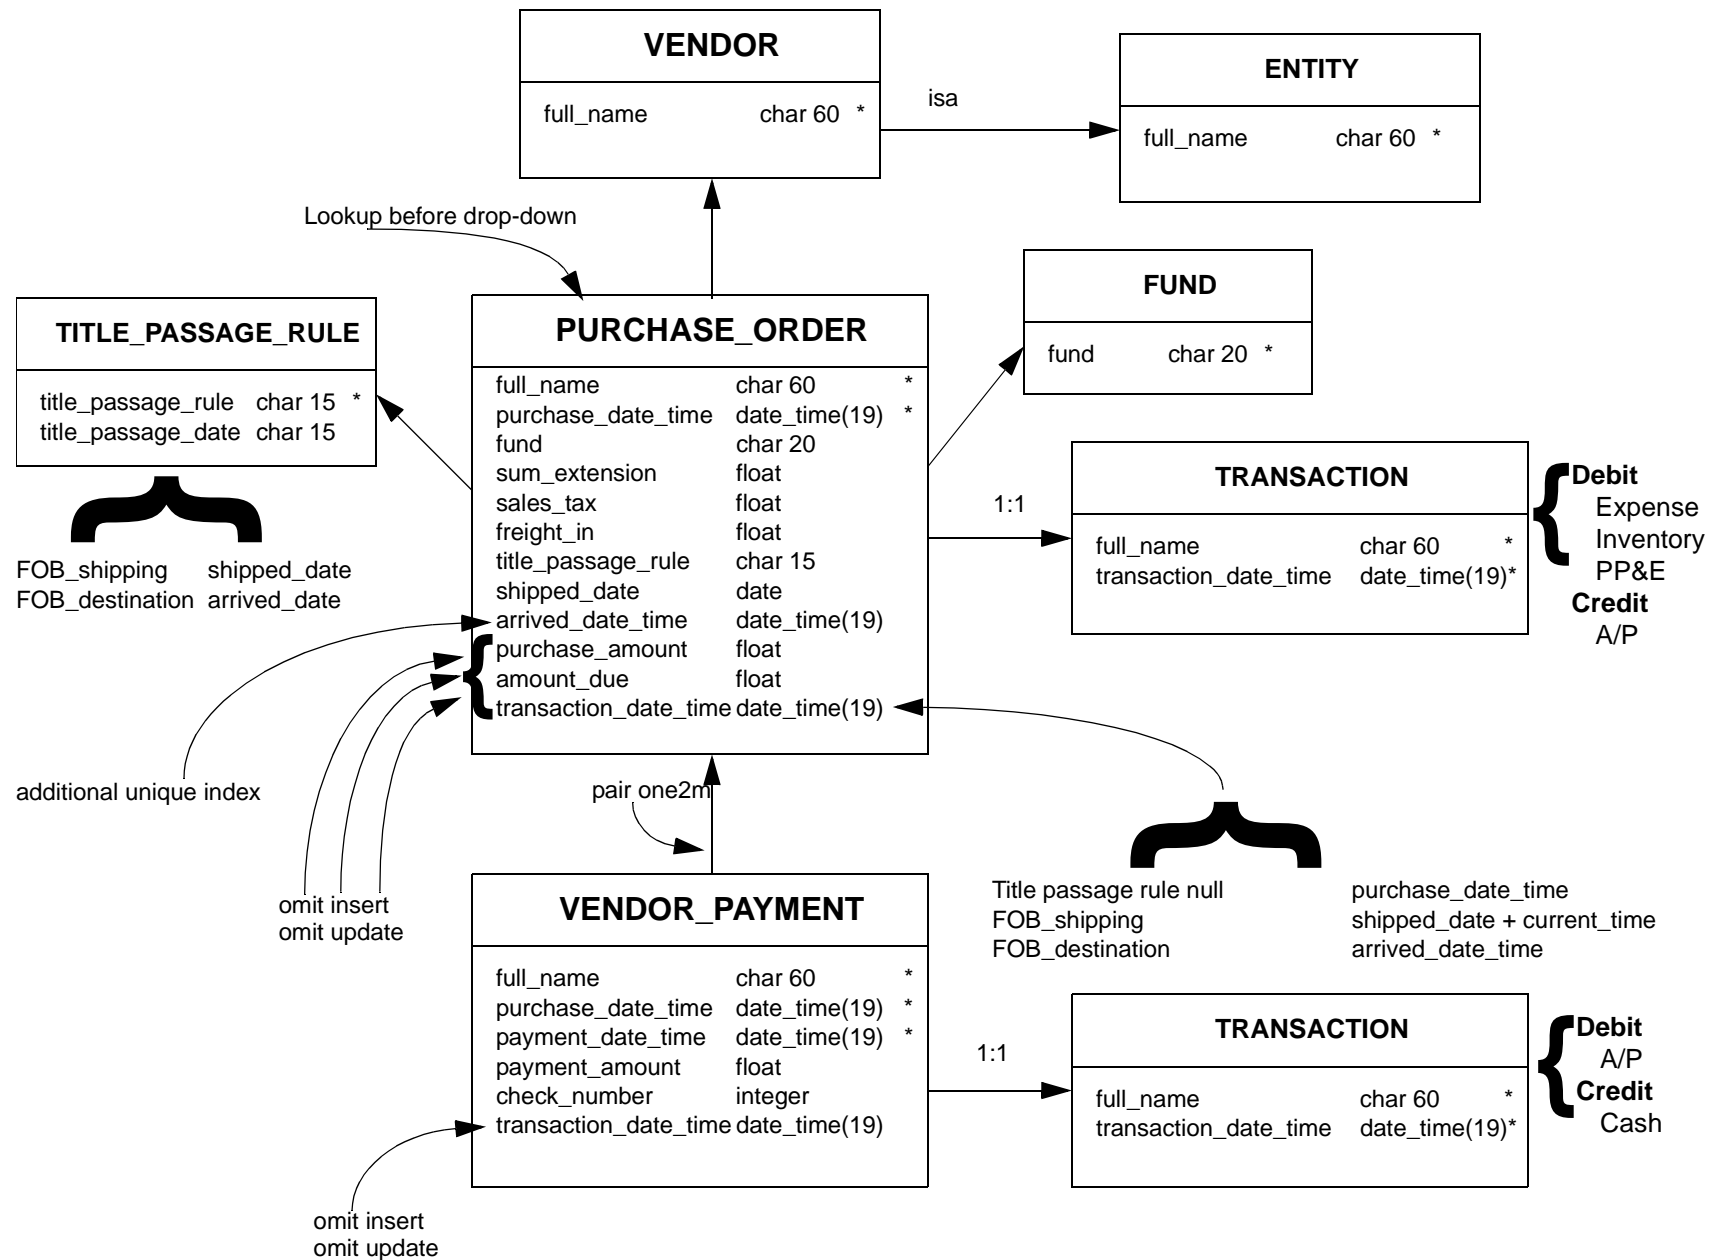 VENDOR
full_name char 60 *
isa
ENTITY
full_name char 60 *
Lookup before drop-down
FUND
fund char 20 *
TITLE_PASSAGE_RULE
title_passage_rule char 15 *
title_passage_date char 15
FOB_shipping shipped_date
FOB_destination arrived_date
PURCHASE_ORDER
full_name char 60 *
purchase_date_time date_time(19) *
fund char 20
sum_extension float
sales_tax float
freight_in float
title_passage_rule char 15
shipped_date date
arrived_date_time date_time(19)
purchase_amount float
amount_due float
transaction_date_time date_time(19)
1:1
TRANSACTION
full_name char 60 *
transaction_date_time date_time(19)*
{
Debit
Expense
Inventory
PP&E
Credit
A/P
additional unique index
omit insert
omit update
pair one2m
Title passage rule null purchase_date_time
FOB_shipping shipped_date + current_time
FOB_destination arrived_date_time
VENDOR_PAYMENT
full_name char 60 *
purchase_date_time date_time(19) *
payment_date_time date_time(19) *
payment_amount float
check_number integer
transaction_date_time date_time(19)
omit insert
omit update
1:1
TRANSACTION
full_name char 60 *
transaction_date_time date_time(19)*
{
Debit
A/P
Credit
Cash